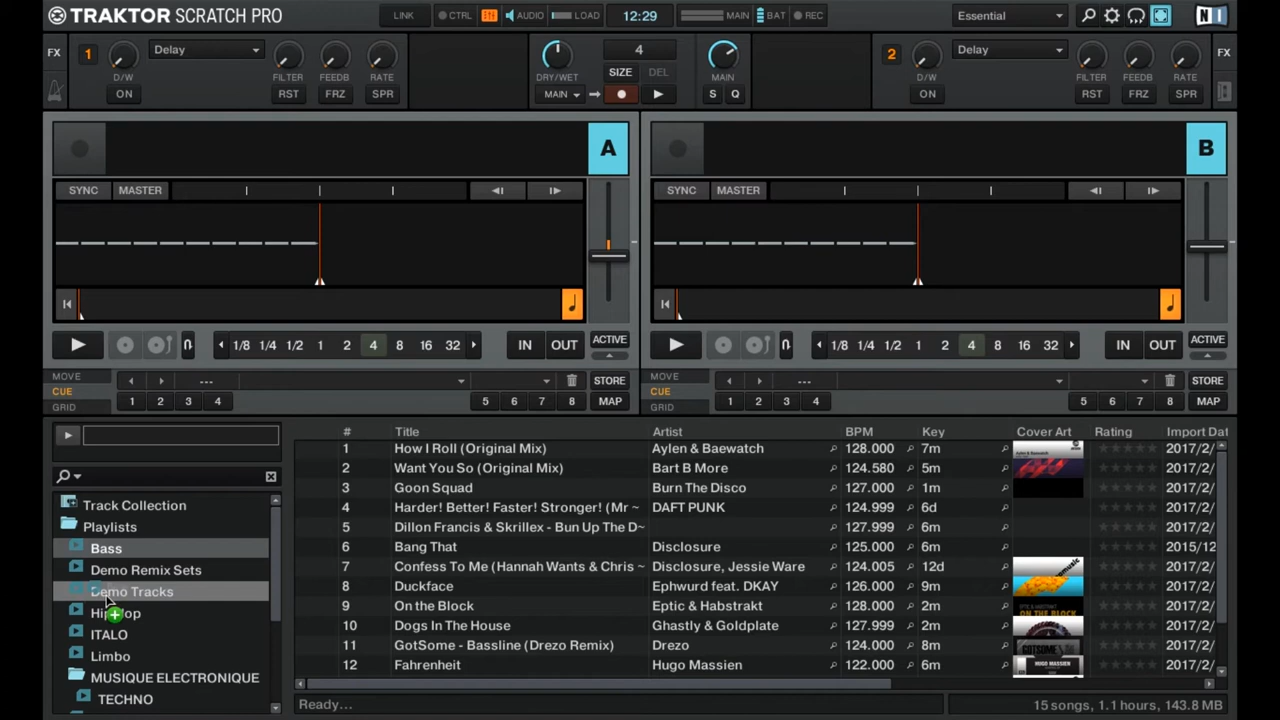 TRAKTOR SCRATCH PRO
LINK
CTRL
AUDIO
LOAD
12:29
MAIN
BAT
REC
Essential
NI
FX
1
Delay
D/W
FILTER
FEEDB
RATE
ON
RST
FRZ
SPR
DRY/WET
4
SIZE
DEL
MAIN
MAIN
S
Q
2
Delay
D/W
FILTER
FEEDB
RATE
ON
RST
FRZ
SPR
FX
A
SYNC
MASTER
1/8 1/4 1/2 1 2 4 8 16 32
IN
OUT
ACTIVE
MOVE
CUE
GRID
---
STORE
1 2 3 4
5 6 7 8
MAP
B
SYNC
MASTER
1/8 1/4 1/2 1 2 4 8 16 32
IN
OUT
ACTIVE
MOVE
CUE
GRID
---
STORE
1 2 3 4
5 6 7 8
MAP
Track Collection
Playlists
Bass
Demo Remix Sets
Demo Tracks
Hip Hop
ITALO
Limbo
MUSIQUE ELECTRONIQUE
TECHNO
# Title Artist BPM Key Cover Art Rating Import Dat
1 How I Roll (Original Mix) Aylen & Baewatch 128.000 7m 2017/2/
2 Want You So (Original Mix) Bart B More 124.580 5m 2017/2/
3 Goon Squad Burn The Disco 127.000 1m 2017/2/
4 Harder! Better! Faster! Stronger! (Mr ~ DAFT PUNK 124.999 6d 2017/2/
5 Dillon Francis & Skrillex - Bun Up The D~ 127.999 6m 2017/2/
6 Bang That Disclosure 125.000 6m 2015/12
7 Confess To Me (Hannah Wants & Chris ~ Disclosure, Jessie Ware 124.005 12d 2017/2/
8 Duckface Ephwurd feat. DKAY 126.000 9m 2017/2/
9 On the Block Eptic & Habstrakt 128.000 2m 2017/2/
10 Dogs In The House Ghastly & Goldplate 127.999 2m 2017/2/
11 GotSome - Bassline (Drezo Remix) Drezo 124.000 8m 2017/2/
12 Fahrenheit Hugo Massien 122.000 6m 2017/2/
Ready...
15 songs, 1.1 hours, 143.8 MB